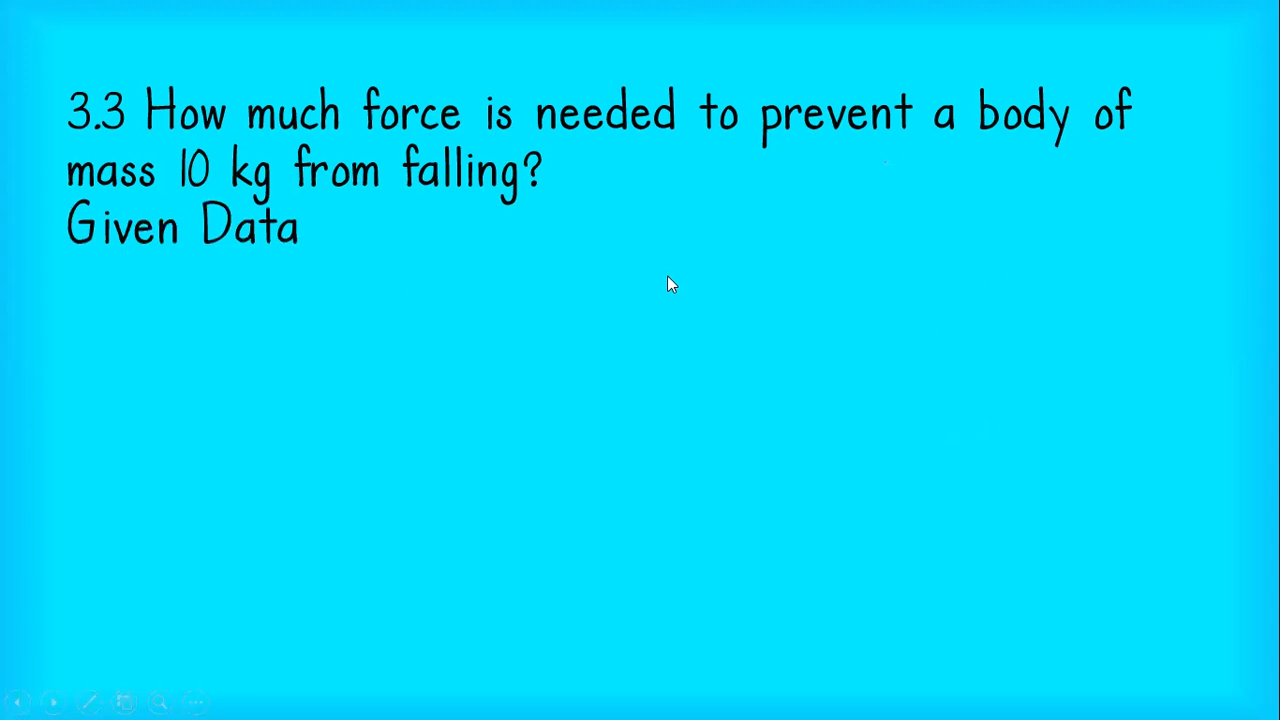 3.3 How much force is needed to prevent a body of
mass 10 kg from falling?
Given Data